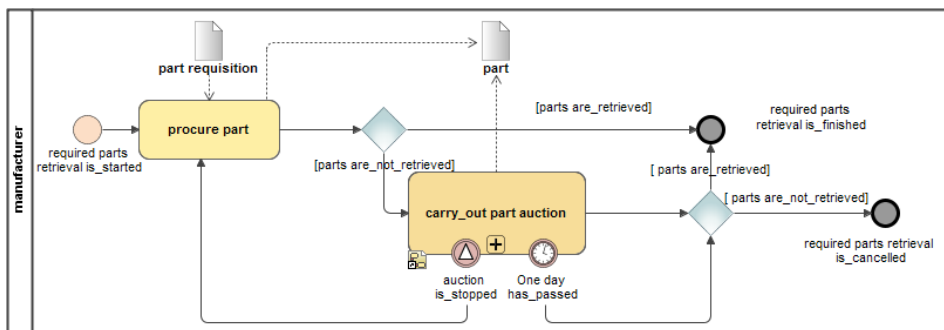 manufacturer
part requisition
part
procure part
required parts
retrieval is_started
[parts are_retrieved]
required parts
retrieval is_finished
[parts are_not_retrieved]
[ parts are_retrieved]
[ parts are_not_retrieved]
carry_out part auction
auction
is_stopped
One day
has_passed
required parts retrieval
is_cancelled